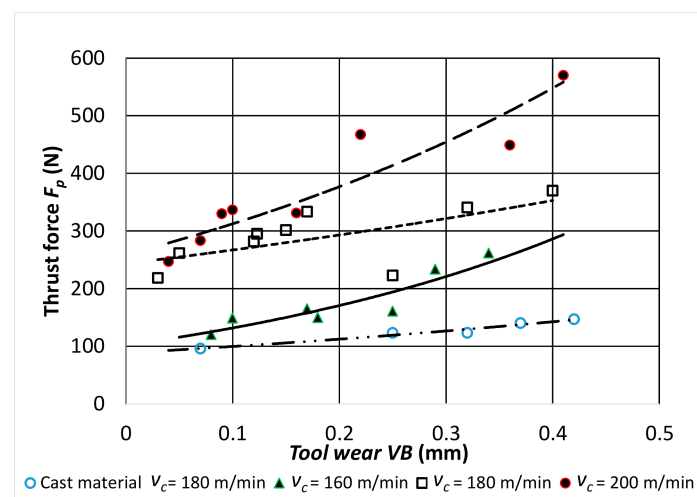 600
500
400
300
200
100
0
Thrust force Fp (N)
0 0.1 0.2 0.3 0.4 0.5
Tool wear VB (mm)
Cast material vc= 180 m/min vc= 160 m/min vc= 180 m/min vc= 200 m/min